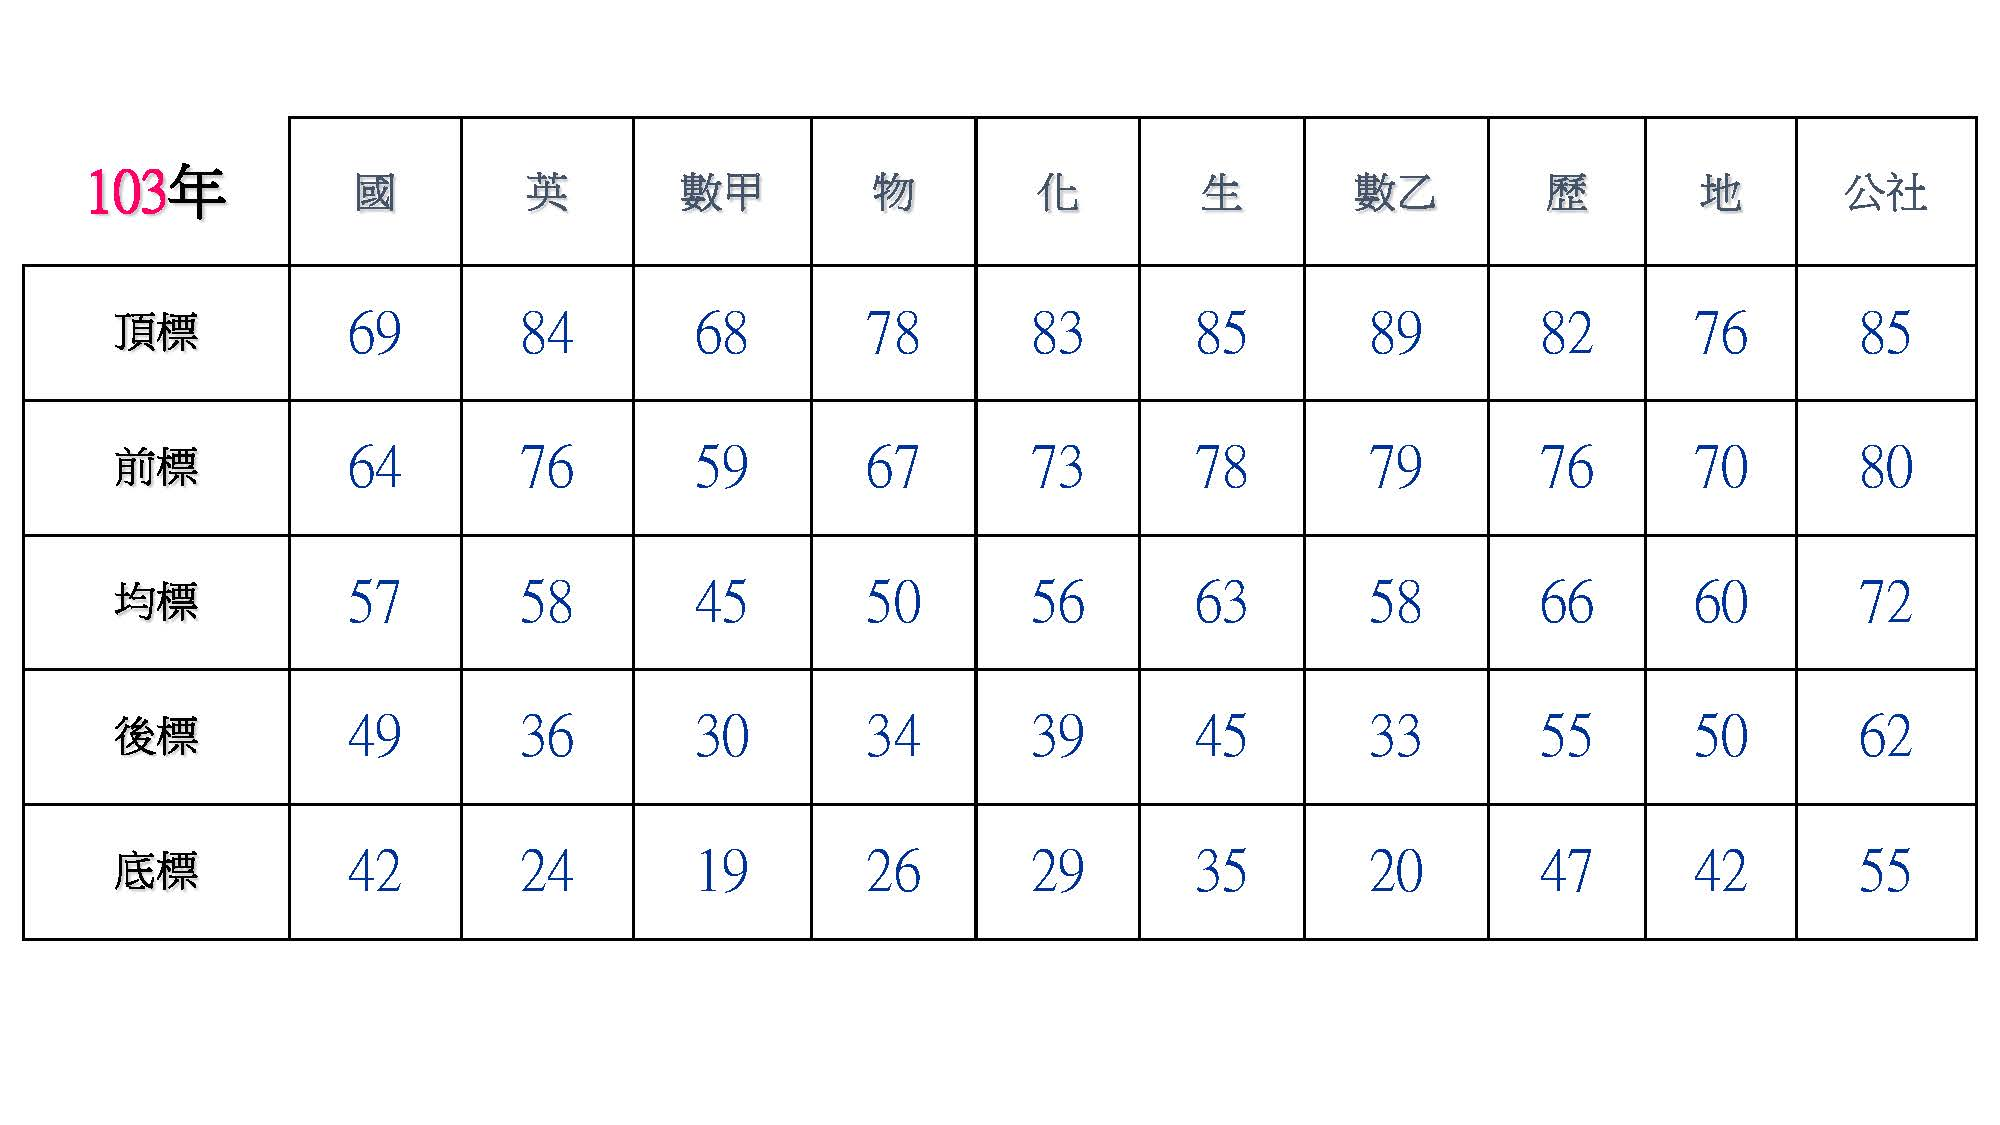 103年 國 英 數甲 物 化 生 數乙 歷 地 公社
頂標 69 84 68 78 83 85 89 82 76 85
前標 64 76 59 67 73 78 79 76 70 80
均標 57 58 45 50 56 63 58 66 60 72
後標 49 36 30 34 39 45 33 55 50 62
底標 42 24 19 26 29 35 20 47 42 55